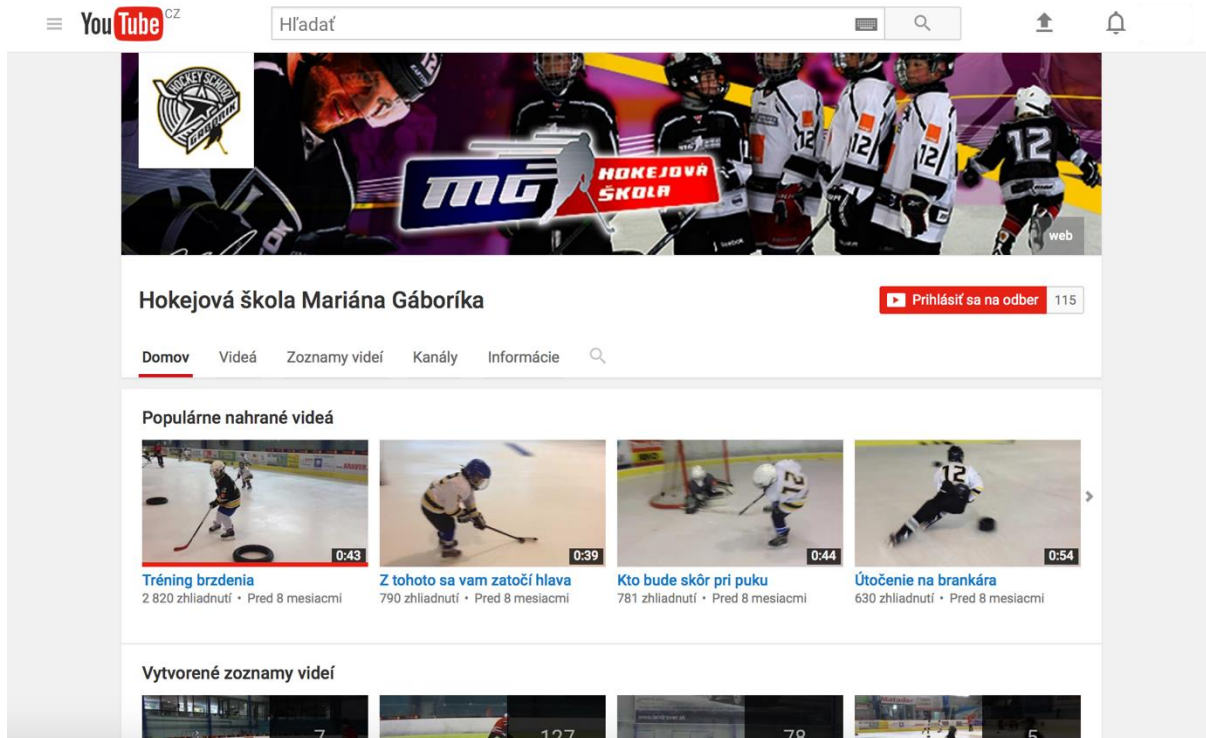 YouTube CZ
Hľadať
HOCKEY SCHOOL
GÁBORÍK
MG HOKEJOVÁ
ŠKOLA
web
Hokejová škola Mariána Gáboríka
Prihlásiť sa na odber 115
Domov Videá Zoznamy videí Kanály Informácie
Populárne nahrané videá
0:43 0:39 0:44 0:54
Tréning brzdenia Z tohoto sa vam zatočí hlava Kto bude skôr pri puku Útočenie na brankára
2 820 zhliadnutí • Pred 8 mesiacmi 790 zhliadnutí • Pred 8 mesiacmi 781 zhliadnutí • Pred 8 mesiacmi 630 zhliadnutí • Pred 8 mesiacmi
Vytvorené zoznamy videí
7 127 78 5